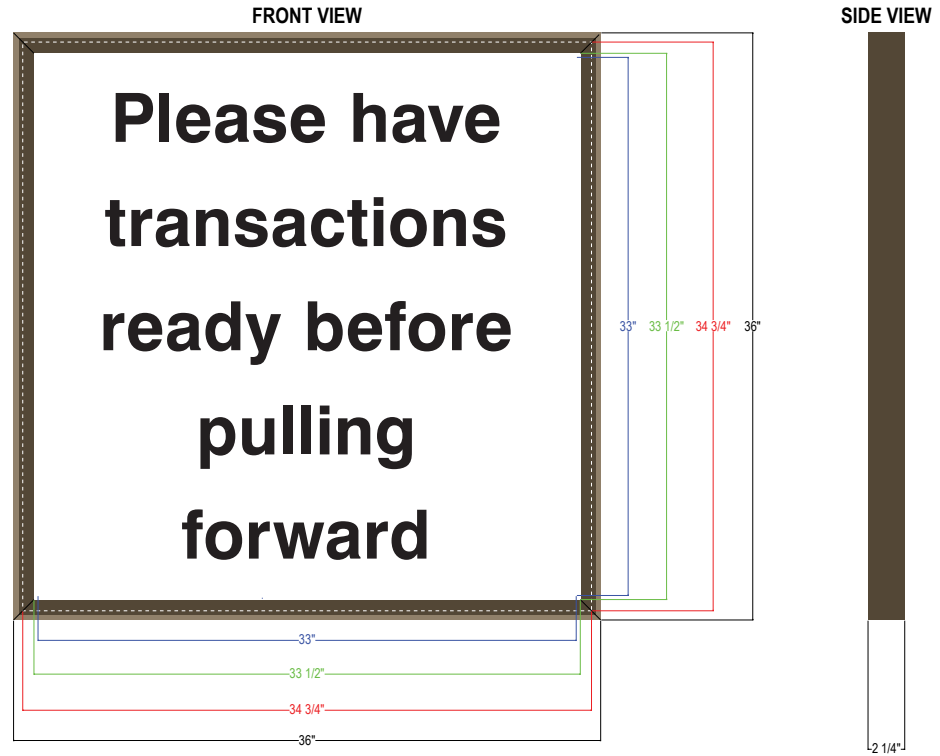 FRONT VIEW
SIDE VIEW
Please have
transactions
ready before
pulling
forward
33" 33 1/2" 34 3/4" 36"
33"
33 1/2"
34 3/4"
36"
2 1/4"